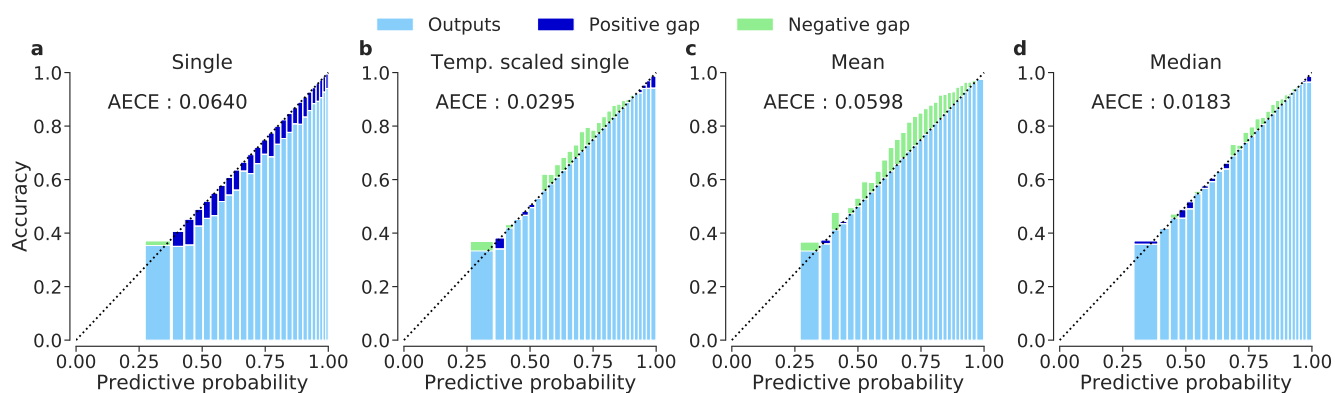 Outputs Positive gap Negative gap
a b c d
Single Temp. scaled single Mean Median
AECE : 0.0640 AECE : 0.0295 AECE : 0.0598 AECE : 0.0183
Accuracy
1.0 1.0 1.0 1.0
0.8 0.8 0.8 0.8
0.6 0.6 0.6 0.6
0.4 0.4 0.4 0.4
0.2 0.2 0.2 0.2
0.0 0.0 0.0 0.0
0.00 0.25 0.50 0.75 1.00 0.00 0.25 0.50 0.75 1.00 0.00 0.25 0.50 0.75 1.00 0.00 0.25 0.50 0.75 1.00
Predictive probability Predictive probability Predictive probability Predictive probability